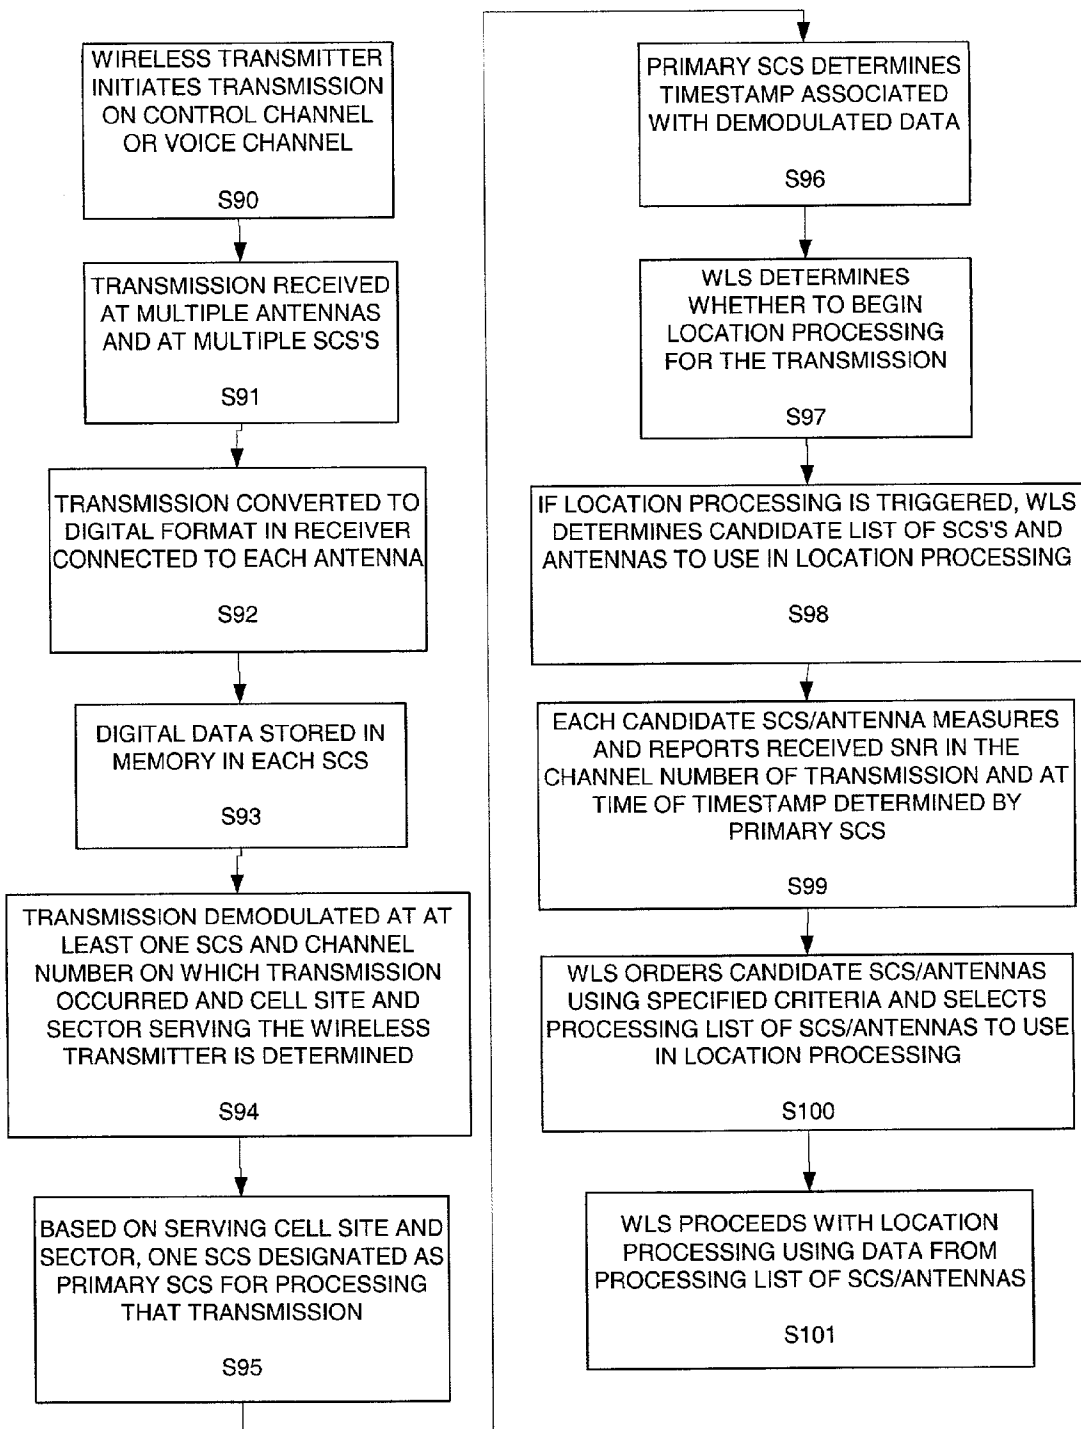 WIRELESS TRANSMITTER
INITIATES TRANSMISSION
ON CONTROL CHANNEL
OR VOICE CHANNEL
S90
TRANSMISSION RECEIVED
AT MULTIPLE ANTENNAS
AND AT MULTIPLE SCS'S
S91
TRANSMISSION CONVERTED TO
DIGITAL FORMAT IN RECEIVER
CONNECTED TO EACH ANTENNA
S92
DIGITAL DATA STORED IN
MEMORY IN EACH SCS
S93
TRANSMISSION DEMODULATED AT AT
LEAST ONE SCS AND CHANNEL
NUMBER ON WHICH TRANSMISSION
OCCURRED AND CELL SITE AND
SECTOR SERVING THE WIRELESS
TRANSMITTER IS DETERMINED
S94
BASED ON SERVING CELL SITE AND
SECTOR, ONE SCS DESIGNATED AS
PRIMARY SCS FOR PROCESSING
THAT TRANSMISSION
S95
PRIMARY SCS DETERMINES
TIMESTAMP ASSOCIATED
WITH DEMODULATED DATA
S96
WLS DETERMINES
WHETHER TO BEGIN
LOCATION PROCESSING
FOR THE TRANSMISSION
S97
IF LOCATION PROCESSING IS TRIGGERED, WLS
DETERMINES CANDIDATE LIST OF SCS'S AND
ANTENNAS TO USE IN LOCATION PROCESSING
S98
EACH CANDIDATE SCS/ANTENNA MEASURES
AND REPORTS RECEIVED SNR IN THE
CHANNEL NUMBER OF TRANSMISSION AND AT
TIME OF TIMESTAMP DETERMINED BY
PRIMARY SCS
S99
WLS ORDERS CANDIDATE SCS/ANTENNAS
USING SPECIFIED CRITERIA AND SELECTS
PROCESSING LIST OF SCS/ANTENNAS TO USE
IN LOCATION PROCESSING
S100
WLS PROCEEDS WITH LOCATION
PROCESSING USING DATA FROM
PROCESSING LIST OF SCS/ANTENNAS
S101